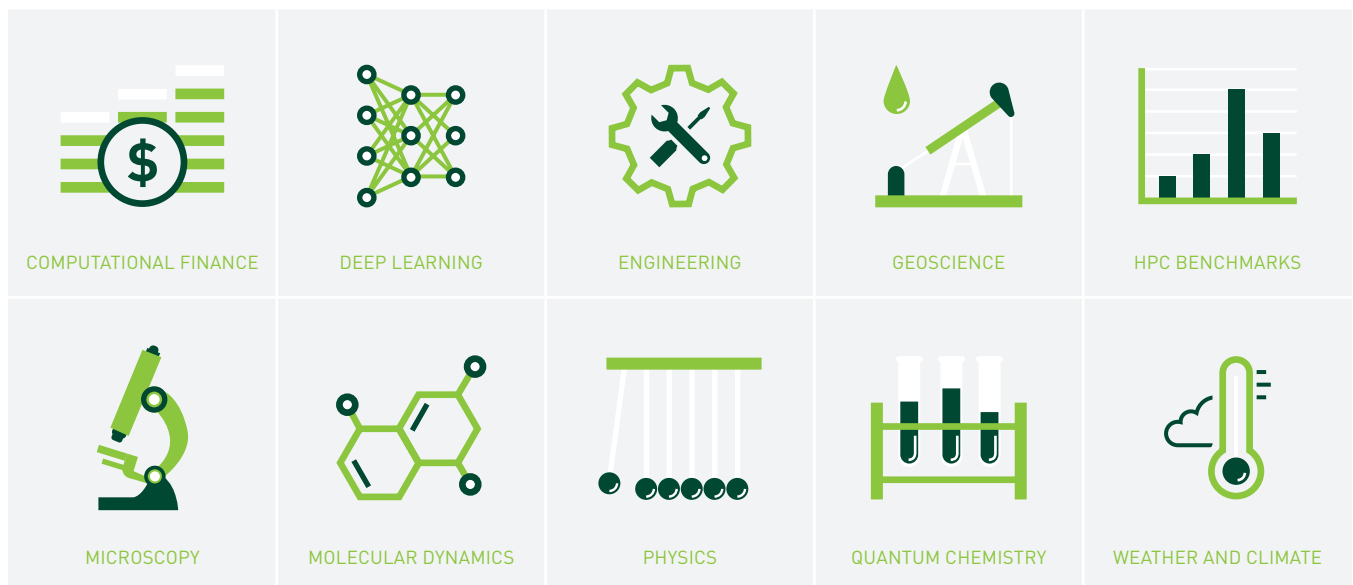 $
COMPUTATIONAL FINANCE
DEEP LEARNING
ENGINEERING
GEOSCIENCE
HPC BENCHMARKS
MICROSCOPY
MOLECULAR DYNAMICS
PHYSICS
QUANTUM CHEMISTRY
WEATHER AND CLIMATE